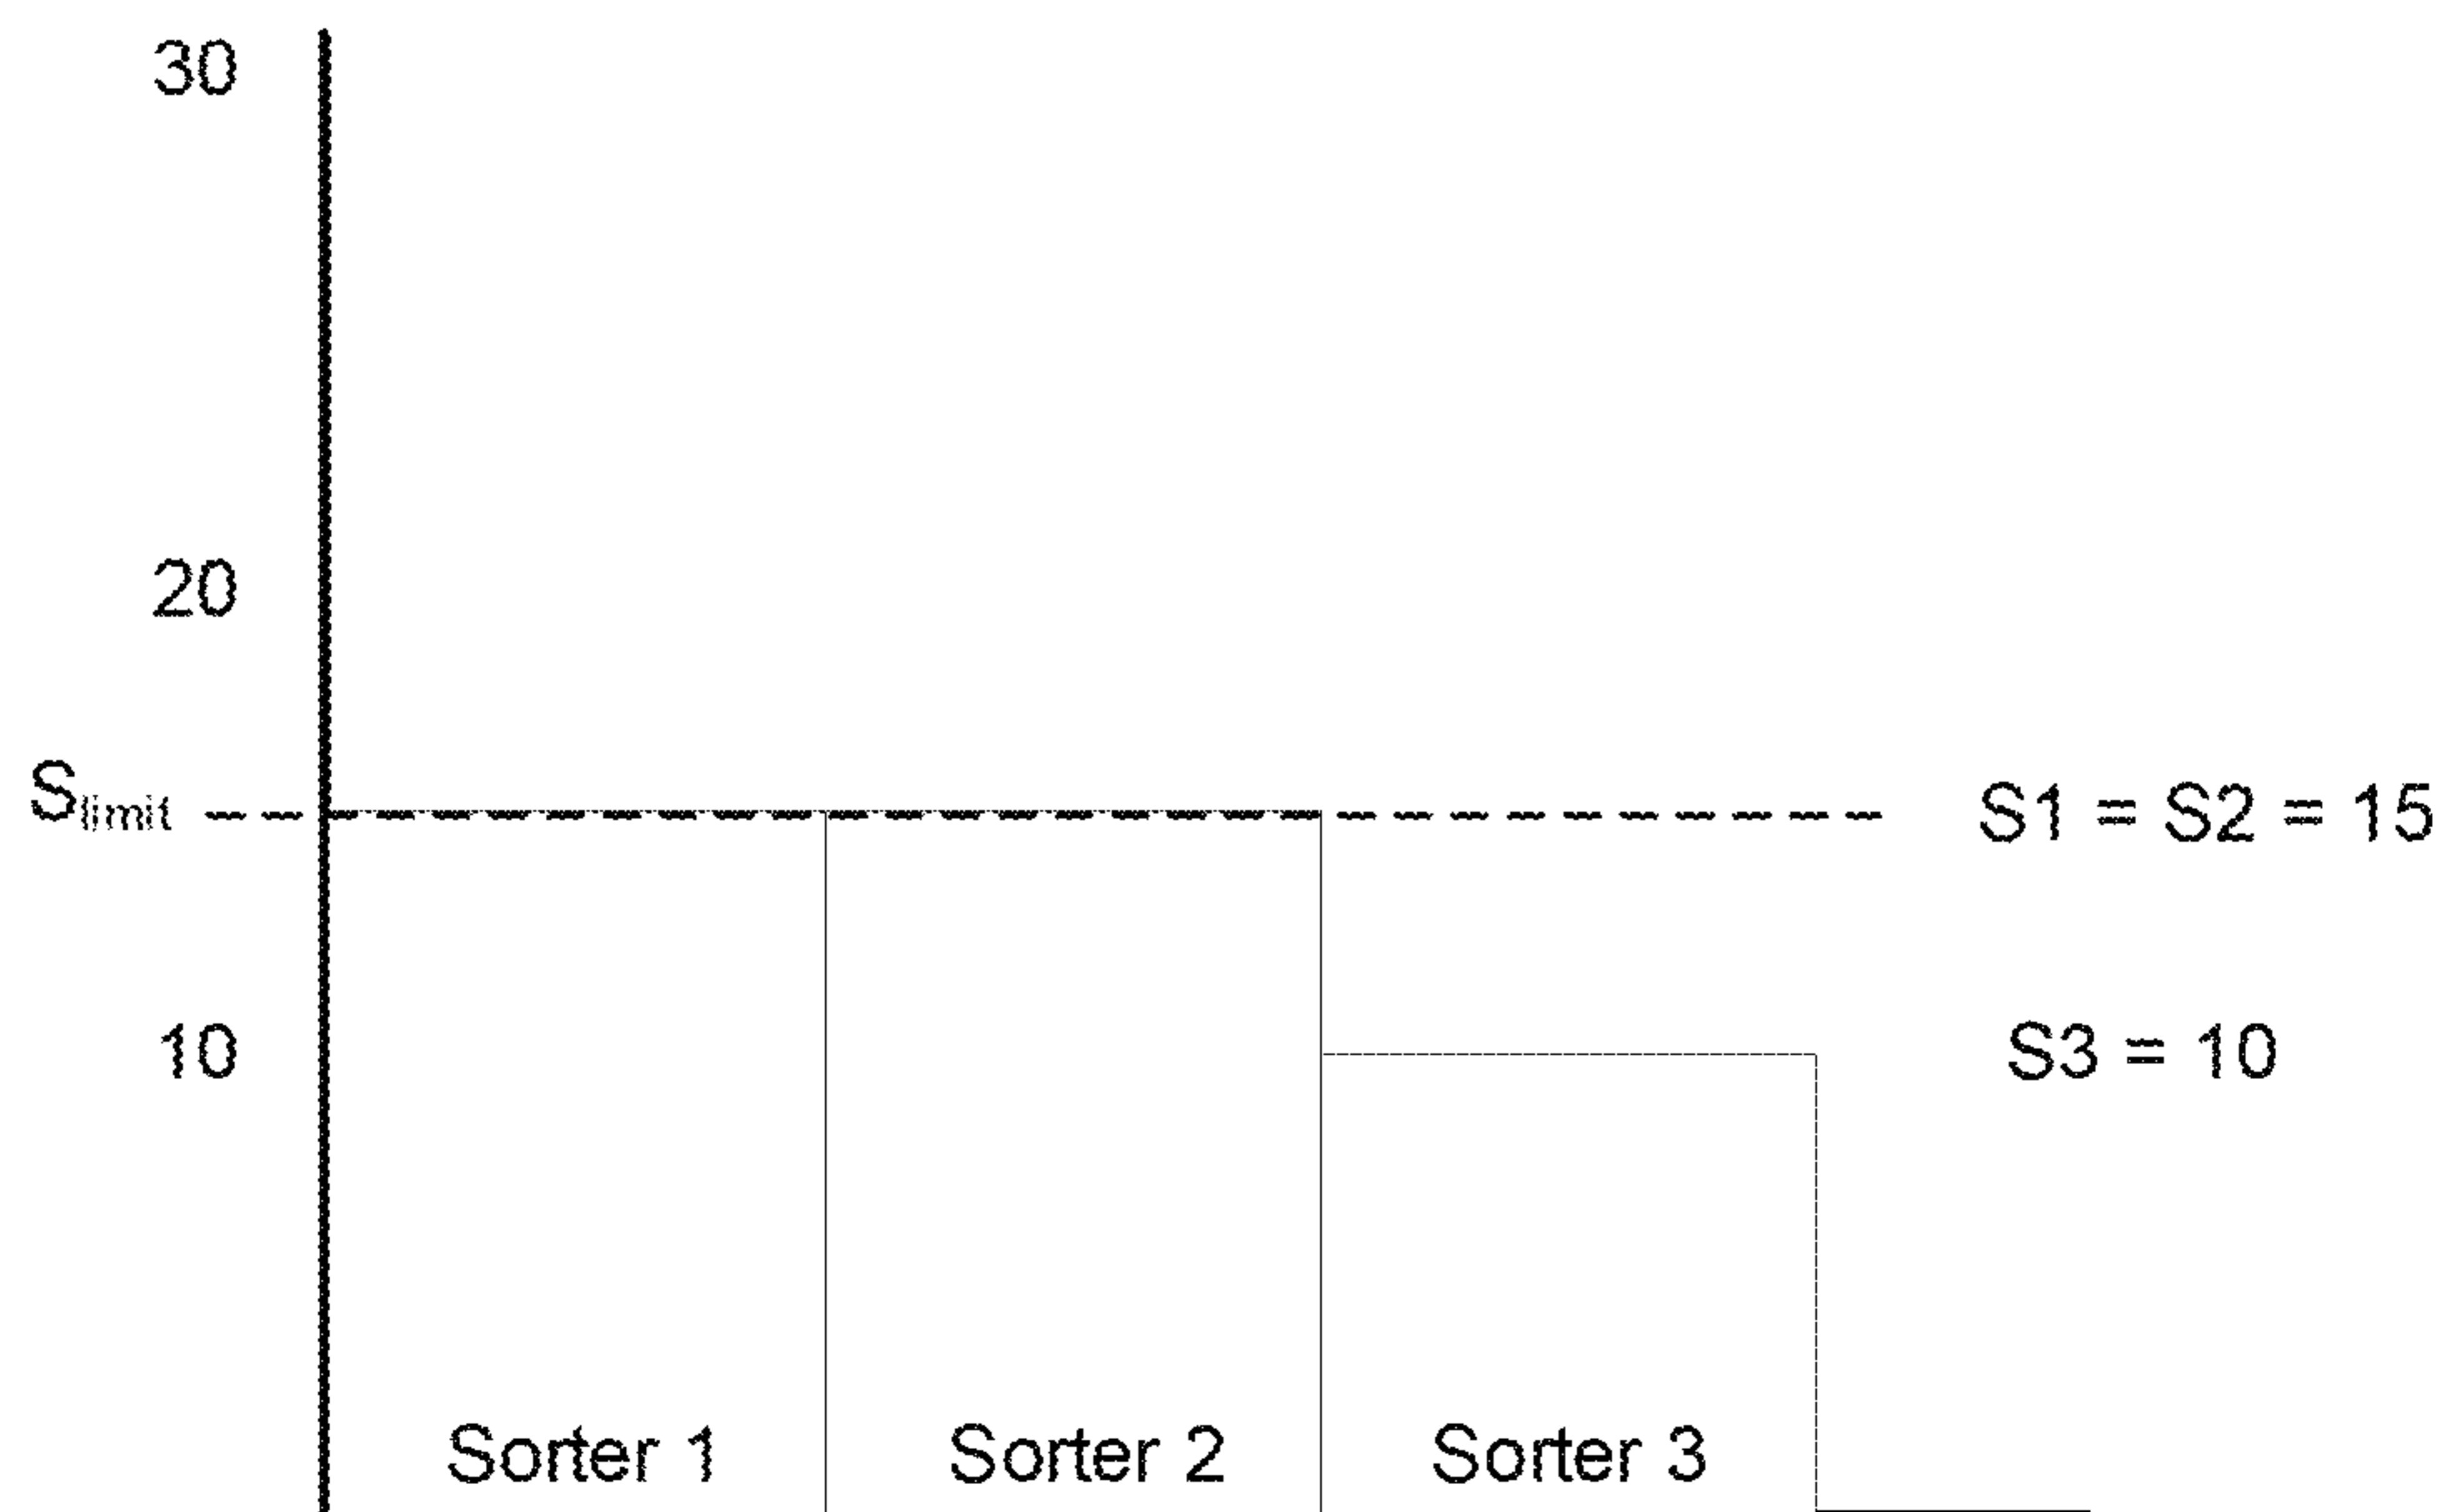 30
20
Slimit
S1 = S2 = 15
10
S3 = 10
Sorter 1
Sorter 2
Sorter 3